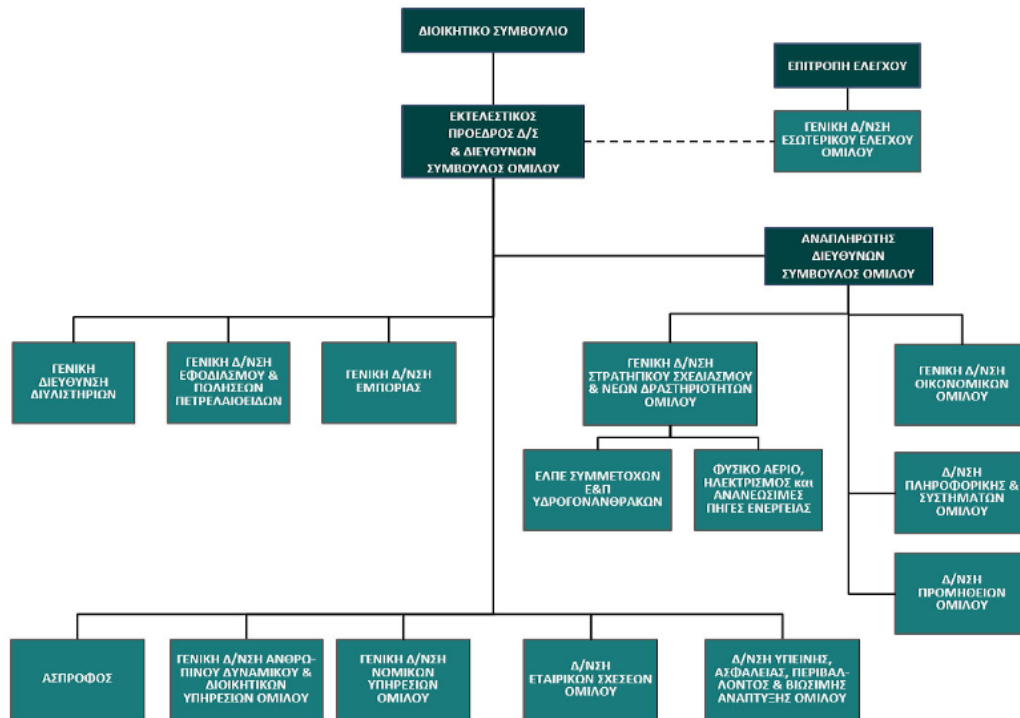 ΔΙΟΙΚΗΤΙΚΟ ΣΥΜΒΟΥΛΙΟ
ΕΠΙΤΡΟΠΗ ΕΛΕΓΧΟΥ
ΕΚΤΕΛΕΣΤΙΚΟΣ
ΠΡΟΕΔΡΟΣ Δ/Σ
& ΔΙΕΥΘΥΝΩΝ
ΣΥΜΒΟΥΛΟΣ ΟΜΙΛΟΥ
ΓΕΝΙΚΗ Δ/ΝΣΗ
ΕΣΩΤΕΡΙΚΟΥ ΕΛΕΓΧΟΥ
ΟΜΙΛΟΥ
ΑΝΑΠΛΗΡΩΤΗΣ
ΔΙΕΥΘΥΝΩΝ
ΣΥΜΒΟΥΛΟΣ ΟΜΙΛΟΥ
ΓΕΝΙΚΗ
ΔΙΕΥΘΥΝΣΗ
ΔΙΥΛΙΣΤΗΡΙΩΝ
ΓΕΝΙΚΗ Δ/ΝΣΗ
ΕΦΟΔΙΑΣΜΟΥ &
ΠΩΛΗΣΕΩΝ
ΠΕΤΡΕΛΑΙΟΕΙΔΩΝ
ΓΕΝΙΚΗ Δ/ΝΣΗ
ΕΜΠΟΡΙΑΣ
ΓΕΝΙΚΗ Δ/ΝΣΗ
ΣΤΡΑΤΗΓΙΚΟΥ ΣΧΕΔΙΑΣΜΟΥ
& ΝΕΩΝ ΔΡΑΣΤΗΡΙΟΤΗΤΩΝ
ΟΜΙΛΟΥ
ΓΕΝΙΚΗ Δ/ΝΣΗ
ΟΙΚΟΝΟΜΙΚΩΝ
ΟΜΙΛΟΥ
ΕΛΠΕ ΣΥΜΜΕΤΟΧΩΝ
Ε&Π
ΥΔΡΟΓΟΝΑΝΘΡΑΚΩΝ
ΦΥΣΙΚΟ ΑΕΡΙΟ,
ΗΛΕΚΤΡΙΣΜΟΣ και
ΑΝΑΝΕΩΣΙΜΕΣ
ΠΗΓΕΣ ΕΝΕΡΓΕΙΑΣ
Δ/ΝΣΗ
ΠΛΗΡΟΦΟΡΙΚΗΣ &
ΣΥΣΤΗΜΑΤΩΝ
ΟΜΙΛΟΥ
Δ/ΝΣΗ
ΠΡΟΜΗΘΕΙΩΝ
ΟΜΙΛΟΥ
ΑΣΠΡΟΦΟΣ
ΓΕΝΙΚΗ Δ/ΝΣΗ ΑΝΘΡΩ-
ΠΙΝΟΥ ΔΥΝΑΜΙΚΟΥ &
ΔΙΟΙΚΗΤΙΚΩΝ
ΥΠΗΡΕΣΙΩΝ ΟΜΙΛΟΥ
ΓΕΝΙΚΗ Δ/ΝΣΗ
ΝΟΜΙΚΩΝ
ΥΠΗΡΕΣΙΩΝ
ΟΜΙΛΟΥ
Δ/ΝΣΗ
ΕΤΑΙΡΙΚΩΝ ΣΧΕΣΕΩΝ
ΟΜΙΛΟΥ
Δ/ΝΣΗ ΥΓΕΙΝΗΣ,
ΑΣΦΑΛΕΙΑΣ, ΠΕΡΙΒΑΛ-
ΛΟΝΤΟΣ & ΒΙΩΣΙΜΗΣ
ΑΝΑΠΤΥΞΗΣ ΟΜΙΛΟΥ